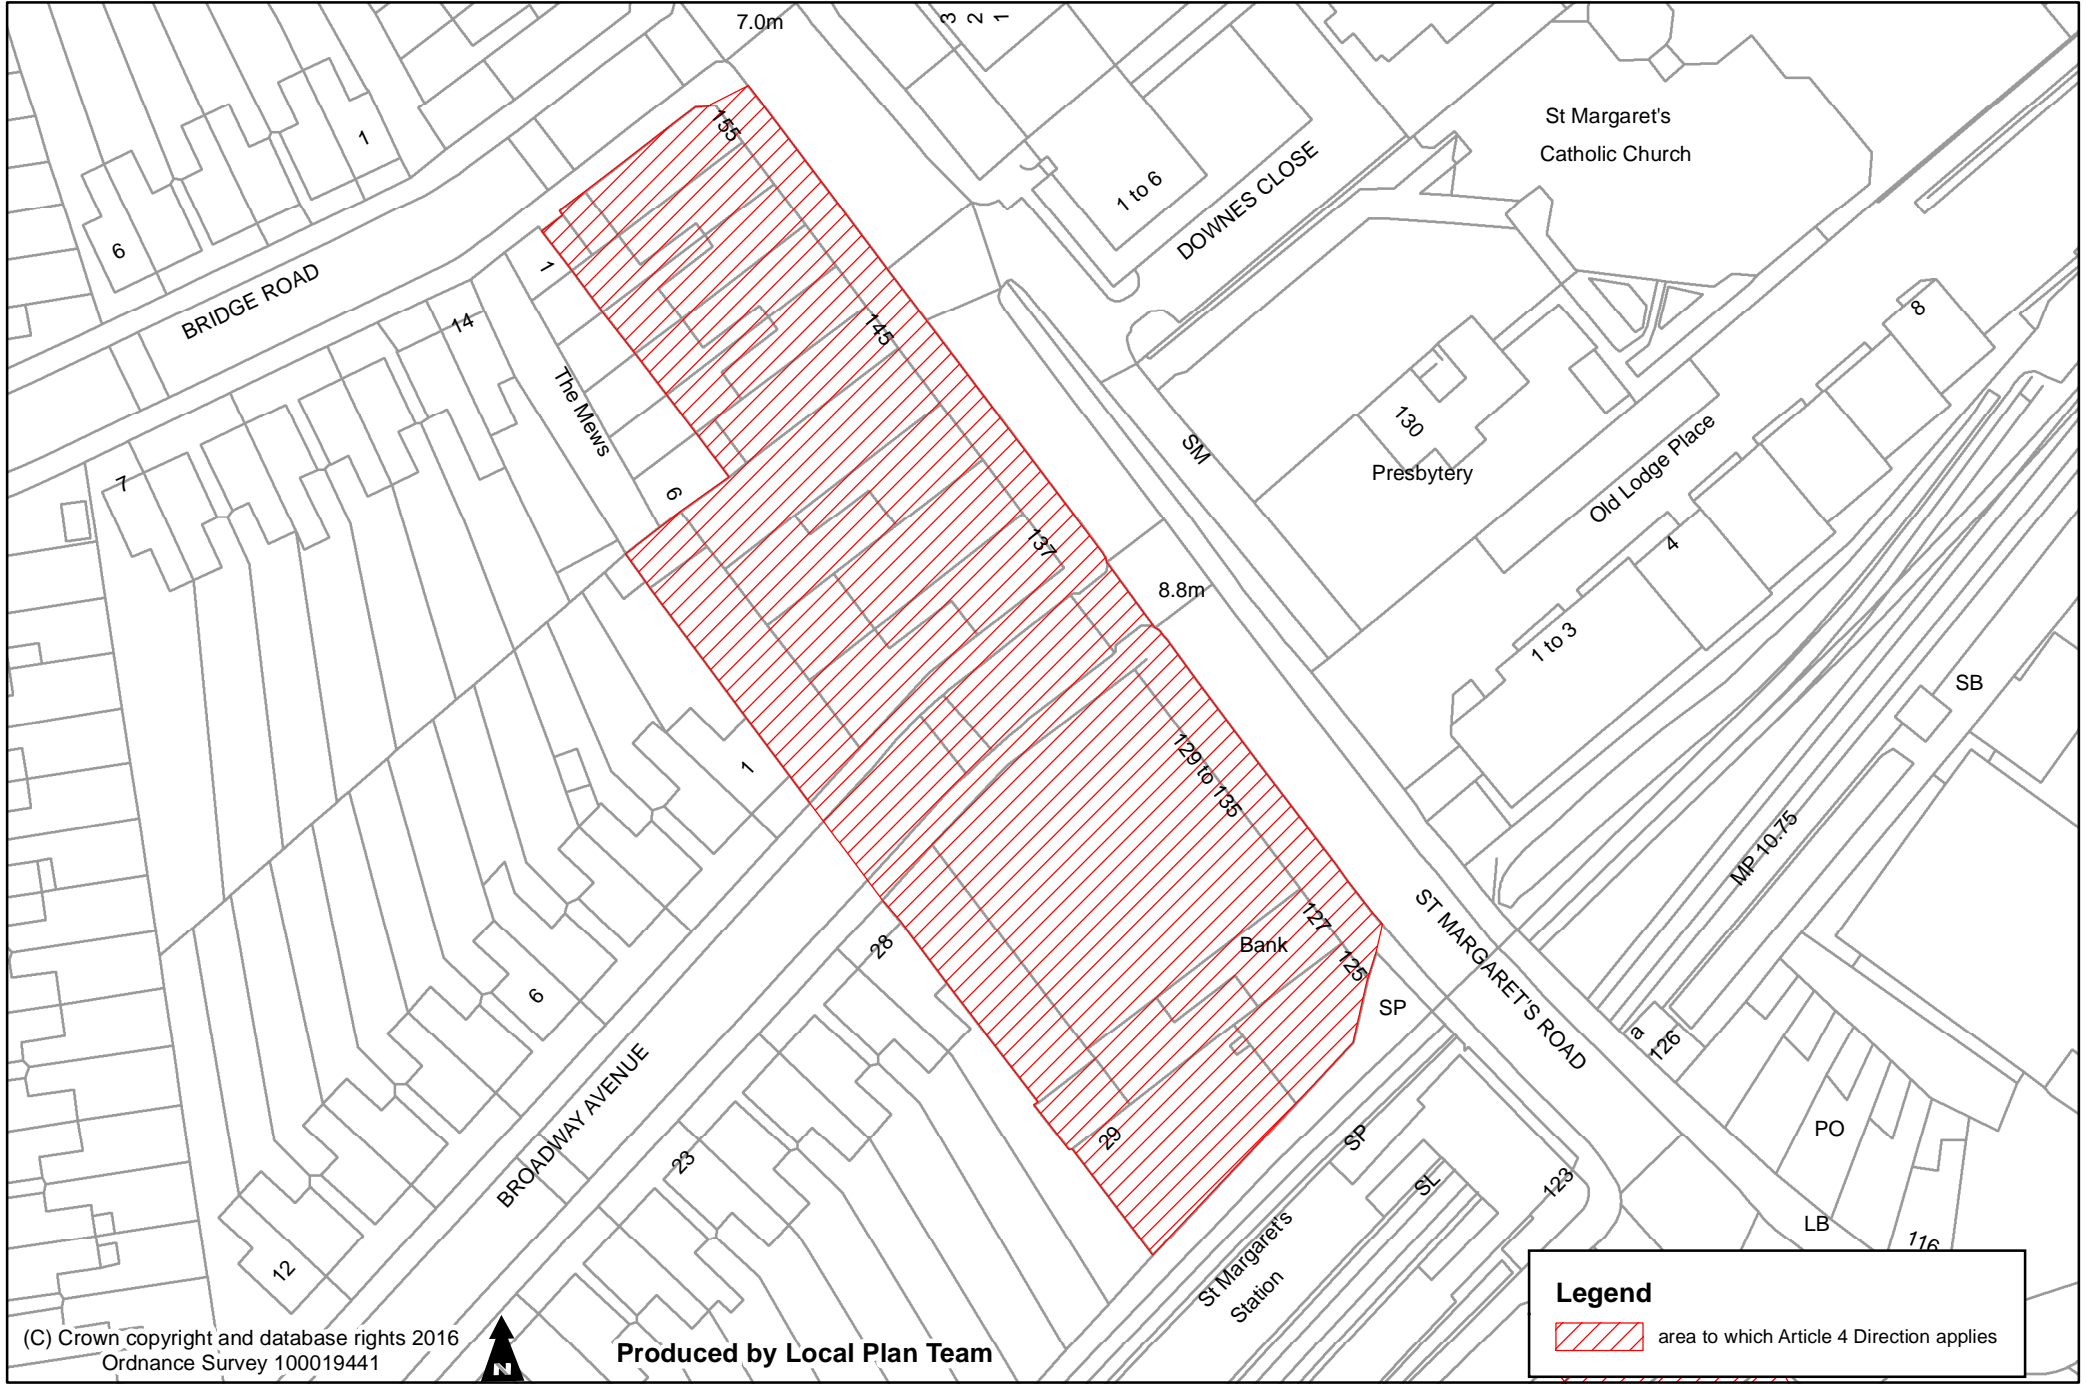 7.0m
3
2
1
155
1
St Margaret's
Catholic Church
1 to 6
DOWNES CLOSE
6
BRIDGE ROAD
1
14
145
8
The Mews
130
Presbytery
SM
Old Lodge Place
7
6
137
4
8.8m
1 to 3
SB
1
129 to 135
MP 10.75
127
Bank
125
ST MARGARET'S ROAD
28
6
SP
a
126
BROADWAY AVENUE
29
SP
PO
23
SL
123
LB
116
12
St Margaret's
Station
Legend
area to which Article 4 Direction applies
(C) Crown copyright and database rights 2016
Ordnance Survey 100019441
N
Produced by Local Plan Team